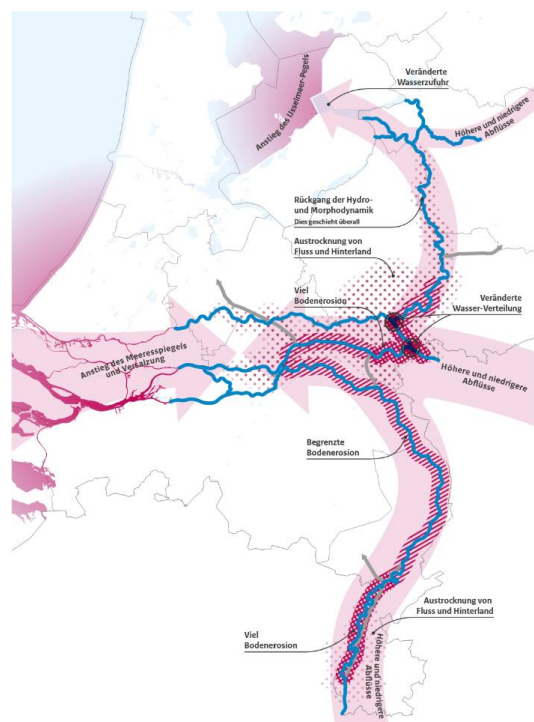 Veränderte
Wasserzufuhr
Anstieg des IJsselmeer-Pegels
Höhere und niedrigere
Abflüsse
Rückgang der Hydro-
und Morphodynamik
Dies geschieht überall
Austrocknung von
Fluss und Hinterland
Viel
Bodenerosion
Veränderte
Wasser-Verteilung
Anstieg des Meeresspiegels
und Versalzung
Höhere und niedrigere
Abflüsse
Begrenzte
Bodenerosion
Austrocknung von
Fluss und Hinterland
Viel
Bodenerosion
Höhere und niedrigere
Abflüsse